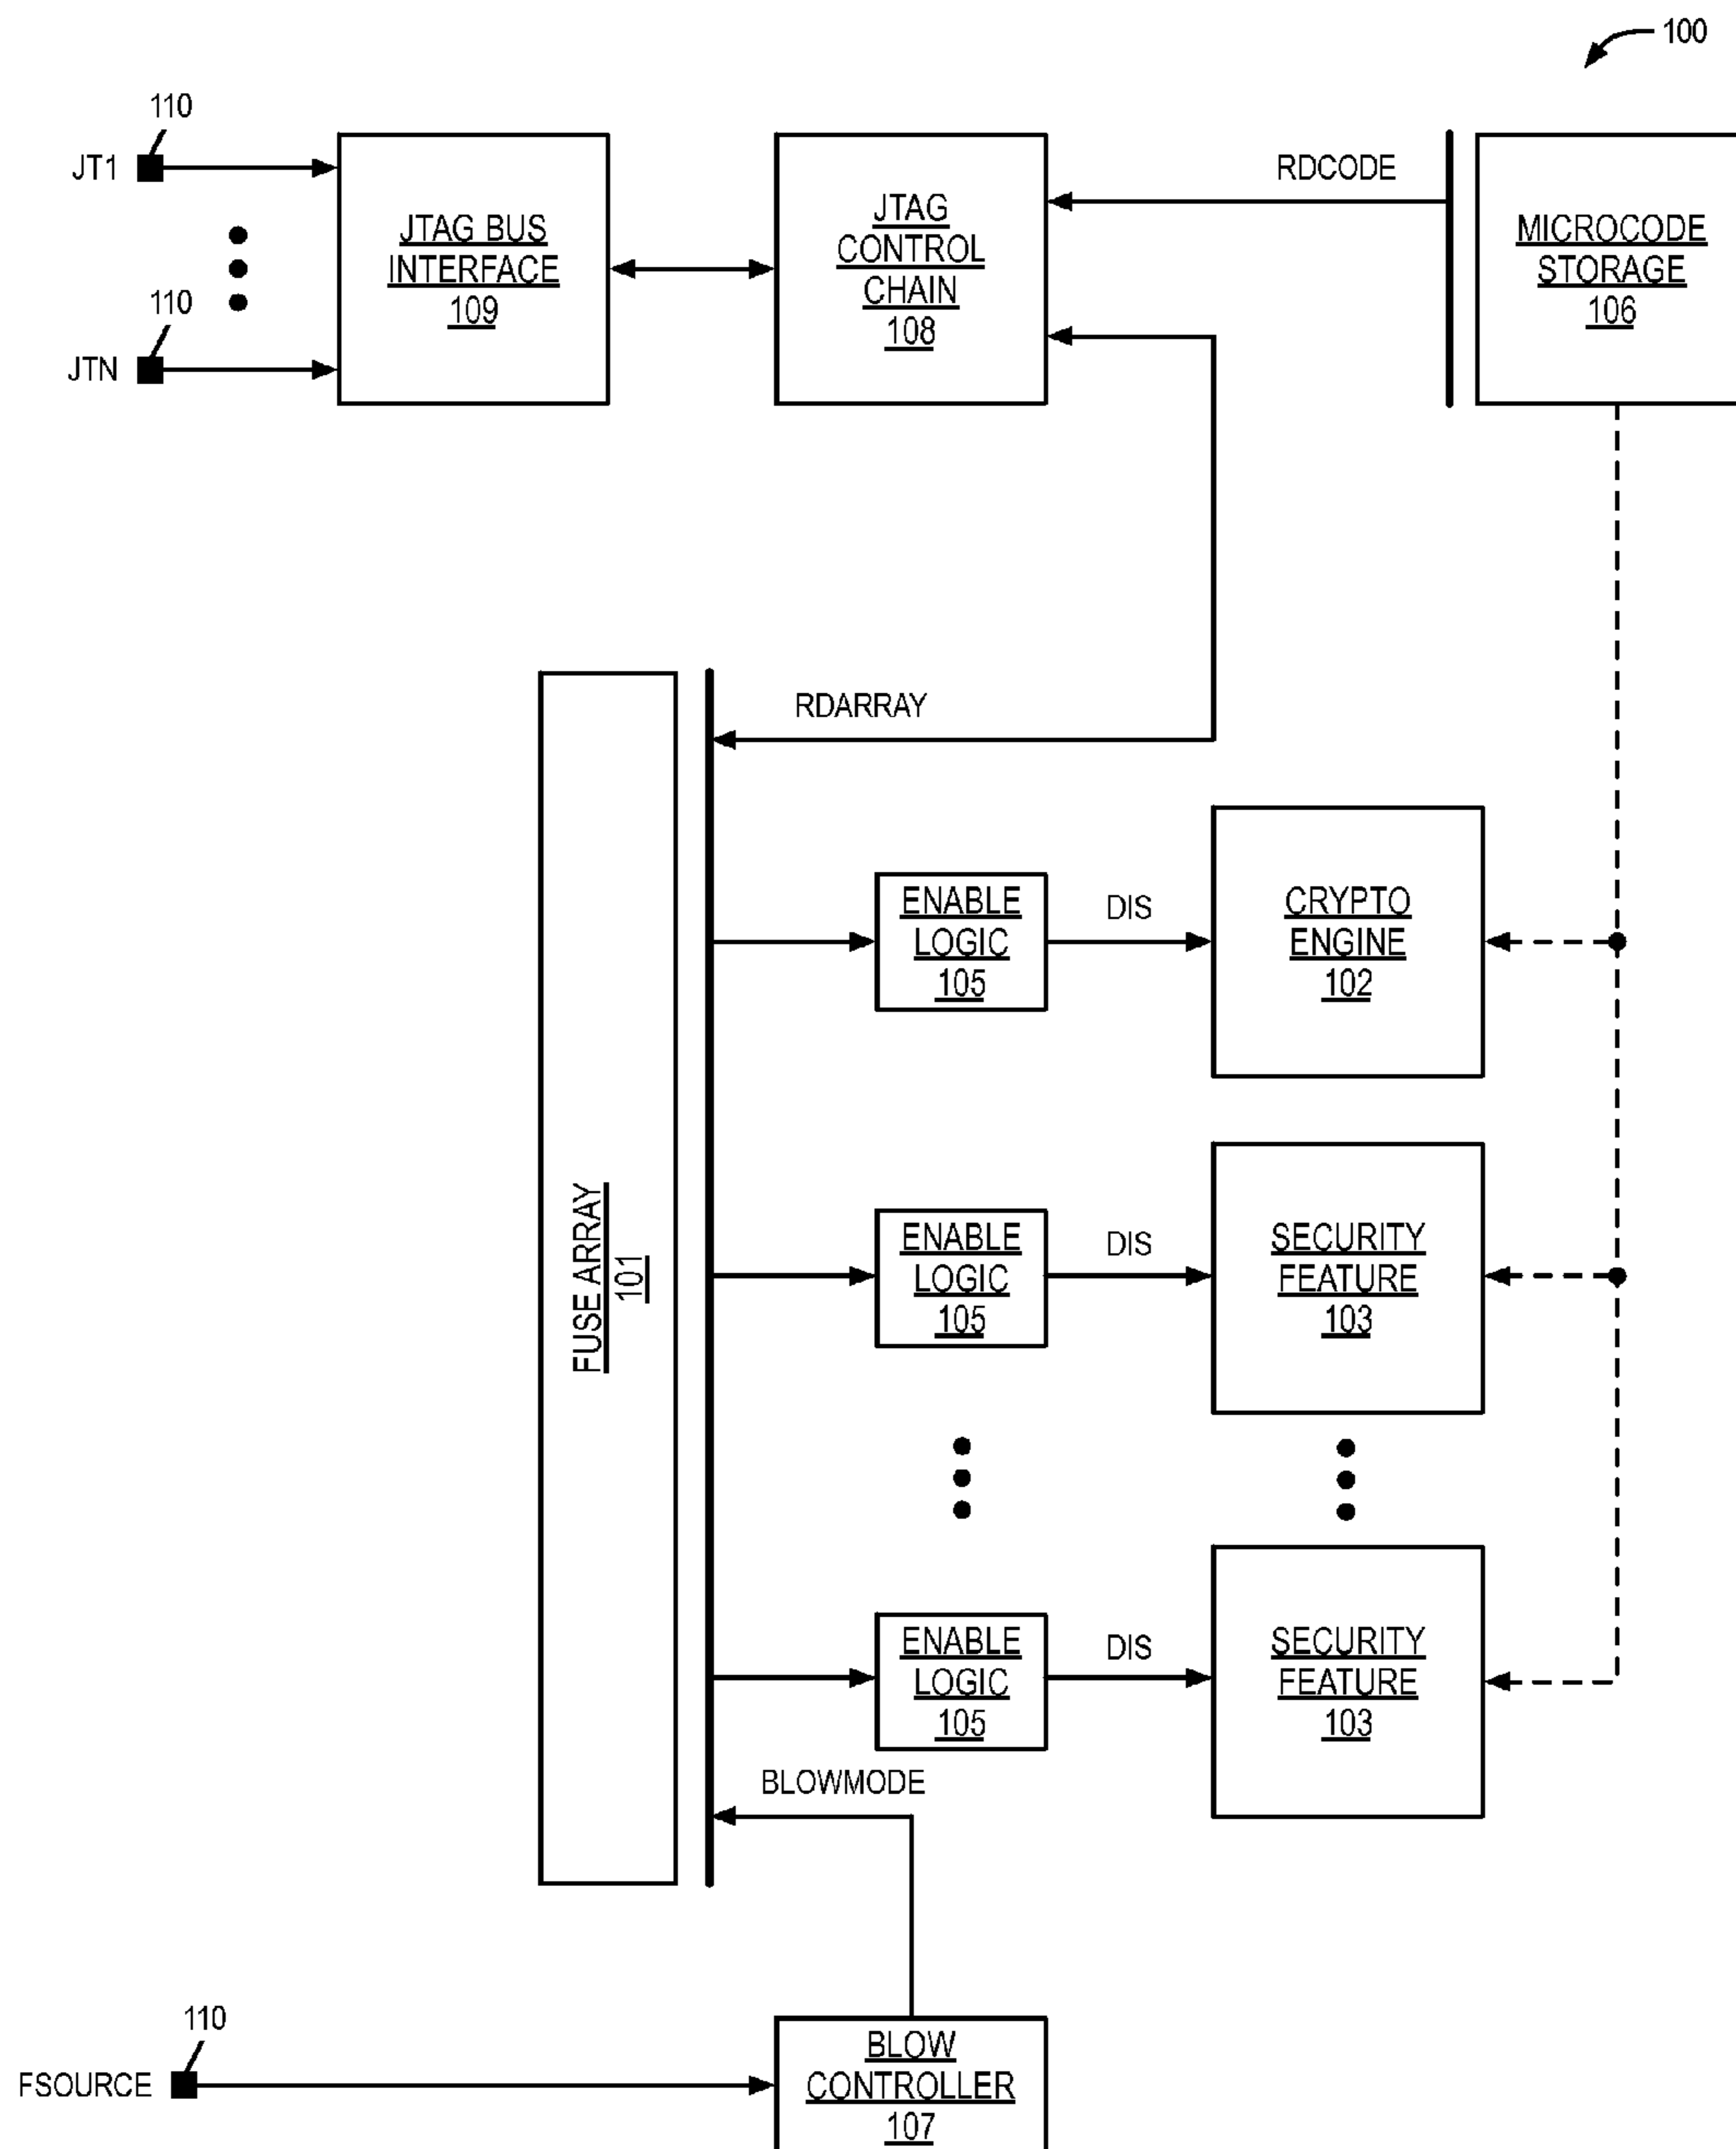 100
110
JT1
JTAG BUS
INTERFACE
109
110
JTN
JTAG
CONTROL
CHAIN
108
RDCODE
MICROCODE
STORAGE
106
RDARRAY
FUSE ARRAY
101
ENABLE
LOGIC
105
DIS
CRYPTO
ENGINE
102
ENABLE
LOGIC
105
DIS
SECURITY
FEATURE
103
ENABLE
LOGIC
105
DIS
SECURITY
FEATURE
103
BLOWMODE
110
FSOURCE
BLOW
CONTROLLER
107